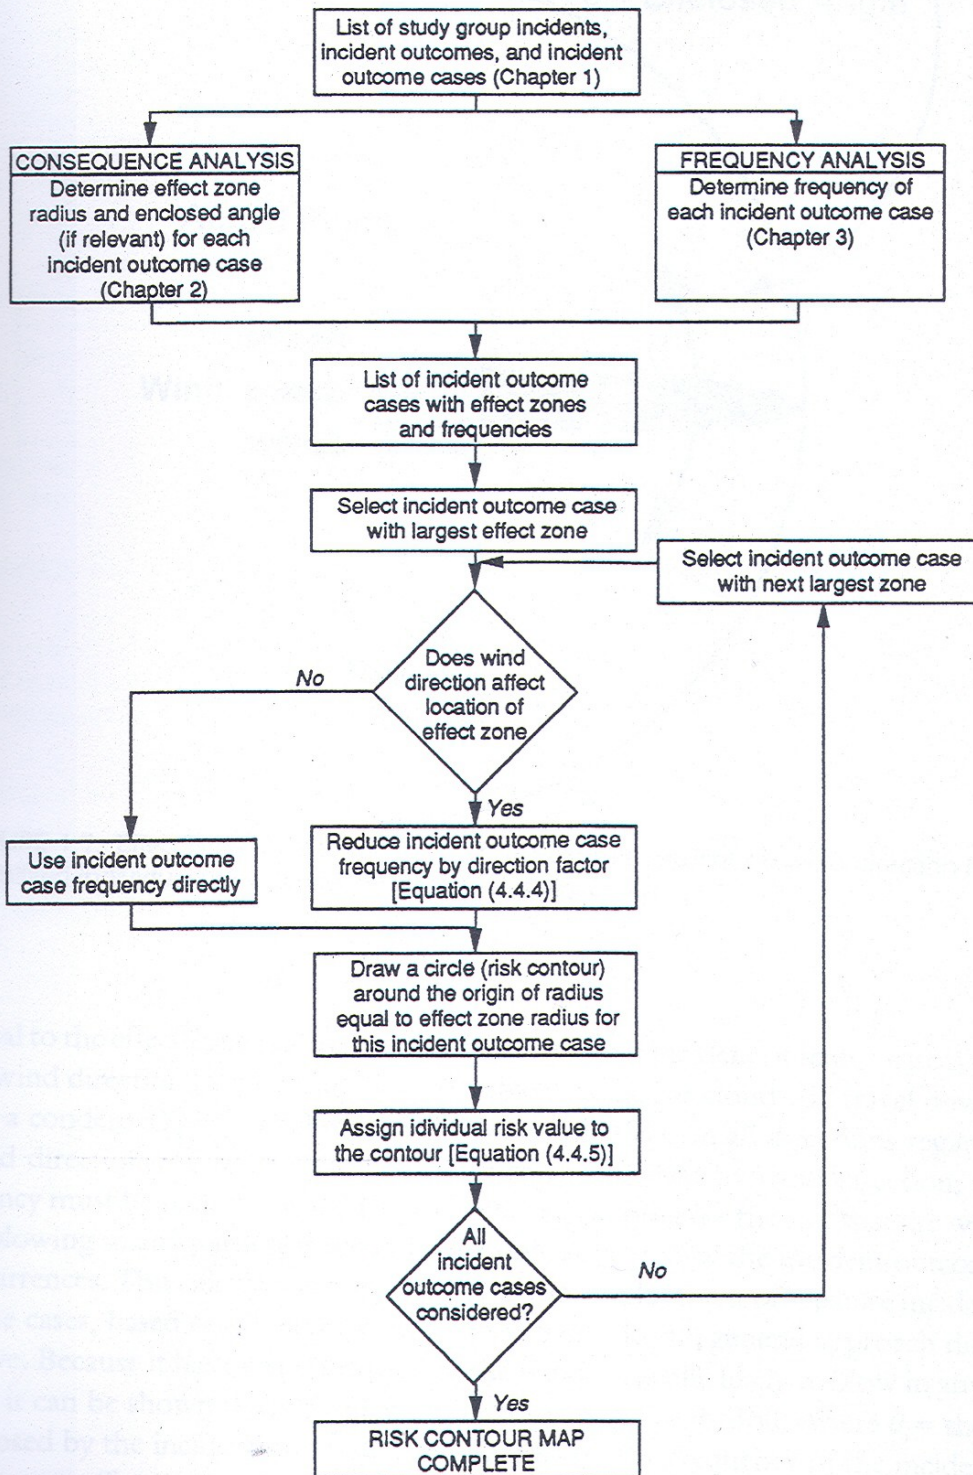 List of study group incidents,
incident outcomes, and incident
outcome cases (Chapter 1)
CONSEQUENCE ANALYSIS
Determine effect zone
radius and enclosed angle
(if relevant) for each
incident outcome case
(Chapter 2)
FREQUENCY ANALYSIS
Determine frequency of
each incident outcome case
(Chapter 3)
List of incident outcome
cases with effect zones
and frequencies
Select incident outcome case
with largest effect zone
Select incident outcome case
with next largest zone
Does wind
direction affect
location of
effect zone
No
Yes
Use incident outcome
case frequency directly
Reduce incident outcome case
frequency by direction factor
[Equation (4.4.4)]
Draw a circle (risk contour)
around the origin of radius
equal to effect zone radius for
this incident outcome case
Assign idividual risk value to
the contour [Equation (4.4.5)]
All
incident
outcome cases
considered?
No
Yes
RISK CONTOUR MAP
COMPLETE